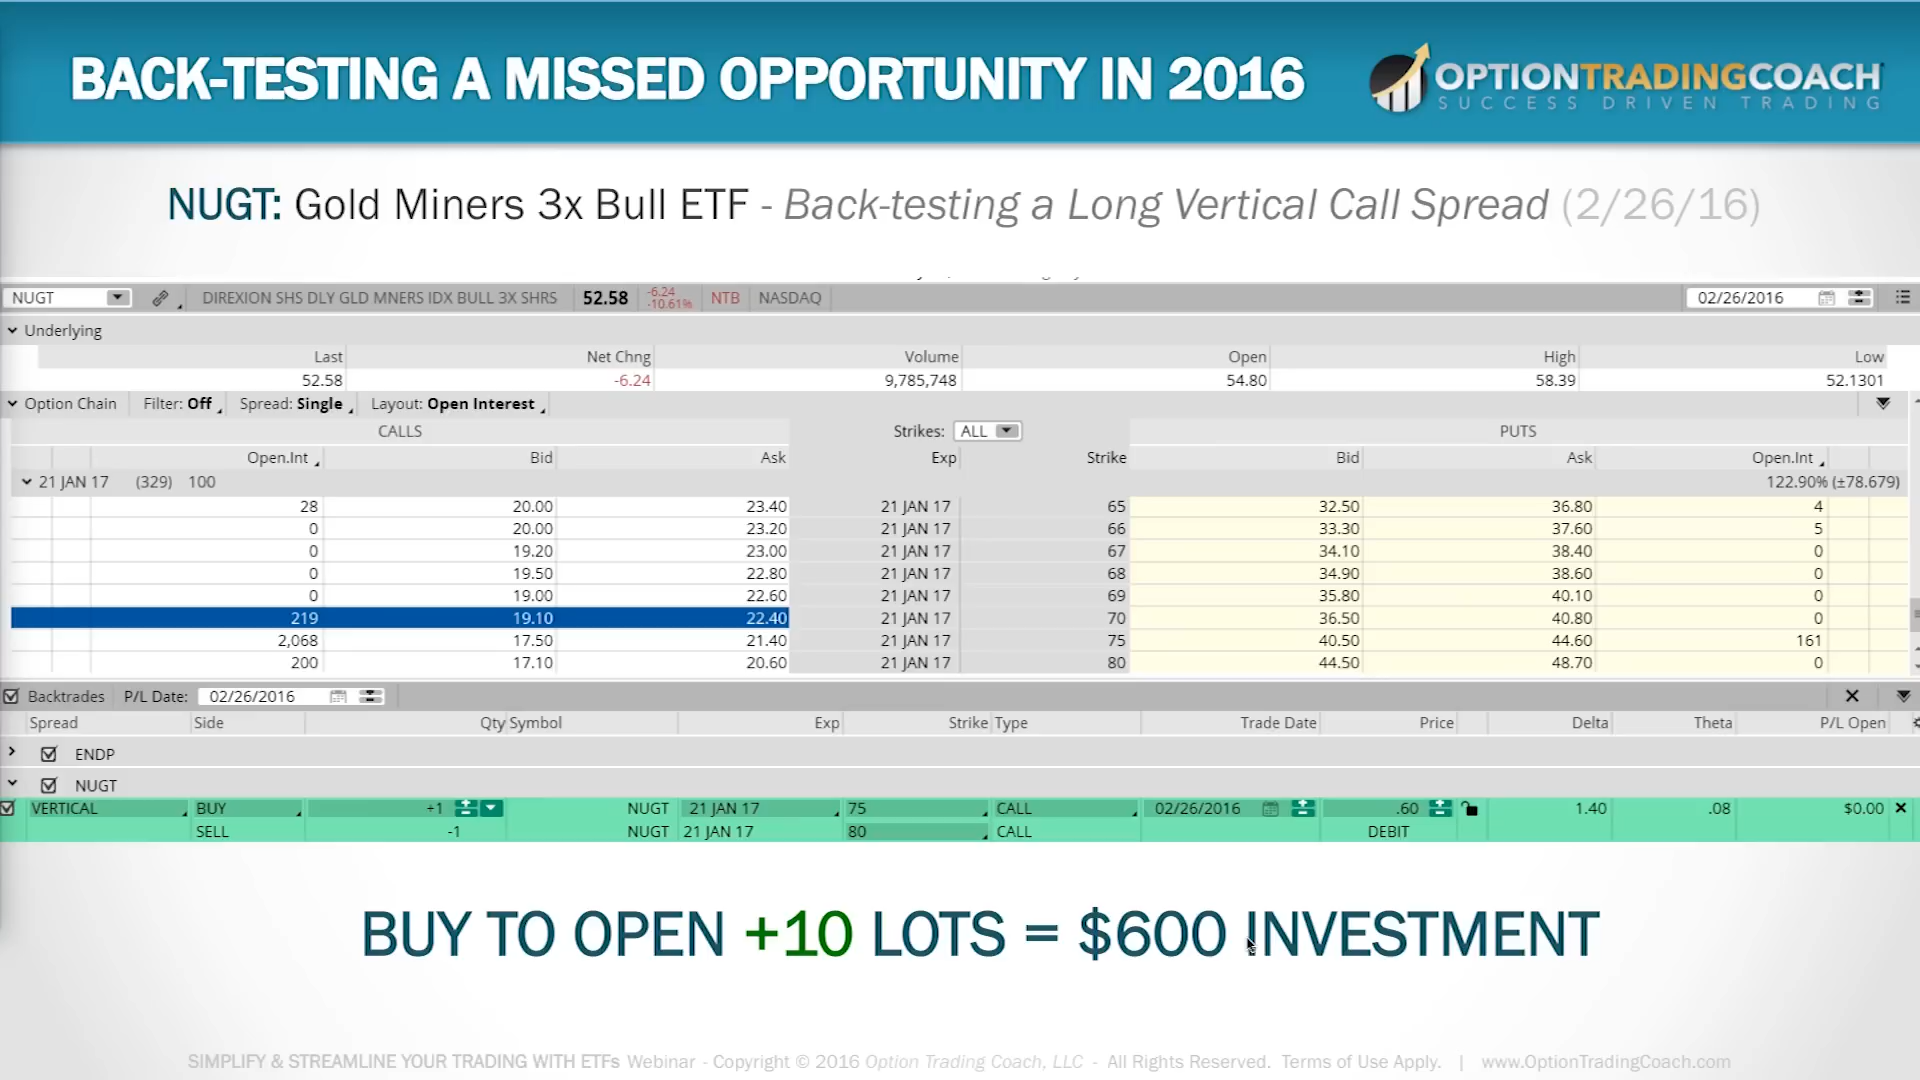 BACK-TESTING A MISSED OPPORTUNITY IN 2016
OPTIONTRADINGCOACH
SUCCESS DRIVEN TRADING
NUGT: Gold Miners 3x Bull ETF - Back-testing a Long Vertical Call Spread (2/26/16)
NUGT DIREXION SHS DLY GLD MNERS IDX BULL 3X SHRS 52.58 -6.24 -10.61% NTB NASDAQ 02/26/2016
Underlying
Last Net Chng Volume Open High Low
52.58 -6.24 9,785,748 54.80 58.39 52.1301
Option Chain Filter: Off Spread: Single Layout: Open Interest
CALLS Strikes: ALL PUTS
Open.Int Bid Ask Exp Strike Bid Ask Open.Int
21 JAN 17 (329) 100 122.90% (±78.679)
28 20.00 23.40 21 JAN 17 65 32.50 36.80 4
0 20.00 23.20 21 JAN 17 66 33.30 37.60 5
0 19.20 23.00 21 JAN 17 67 34.10 38.40 0
0 19.50 22.80 21 JAN 17 68 34.90 38.60 0
0 19.00 22.60 21 JAN 17 69 35.80 40.10 0
219 19.10 22.40 21 JAN 17 70 36.50 40.80 0
2,068 17.50 21.40 21 JAN 17 75 40.50 44.60 161
200 17.10 20.60 21 JAN 17 80 44.50 48.70 0
Backtrades P/L Date: 02/26/2016
Spread Side Qty Symbol Exp Strike Type Trade Date Price Delta Theta P/L Open
ENDP
NUGT
VERTICAL BUY +1 NUGT 21 JAN 17 75 CALL 02/26/2016 .60 1.40 .08 $0.00
SELL -1 NUGT 21 JAN 17 80 CALL DEBIT
BUY TO OPEN +10 LOTS = $600 INVESTMENT
SIMPLIFY & STREAMLINE YOUR TRADING WITH ETFs Webinar - Copyright © 2016 Option Trading Coach, LLC - All Rights Reserved. Terms of Use Apply. | www.OptionTradingCoach.com